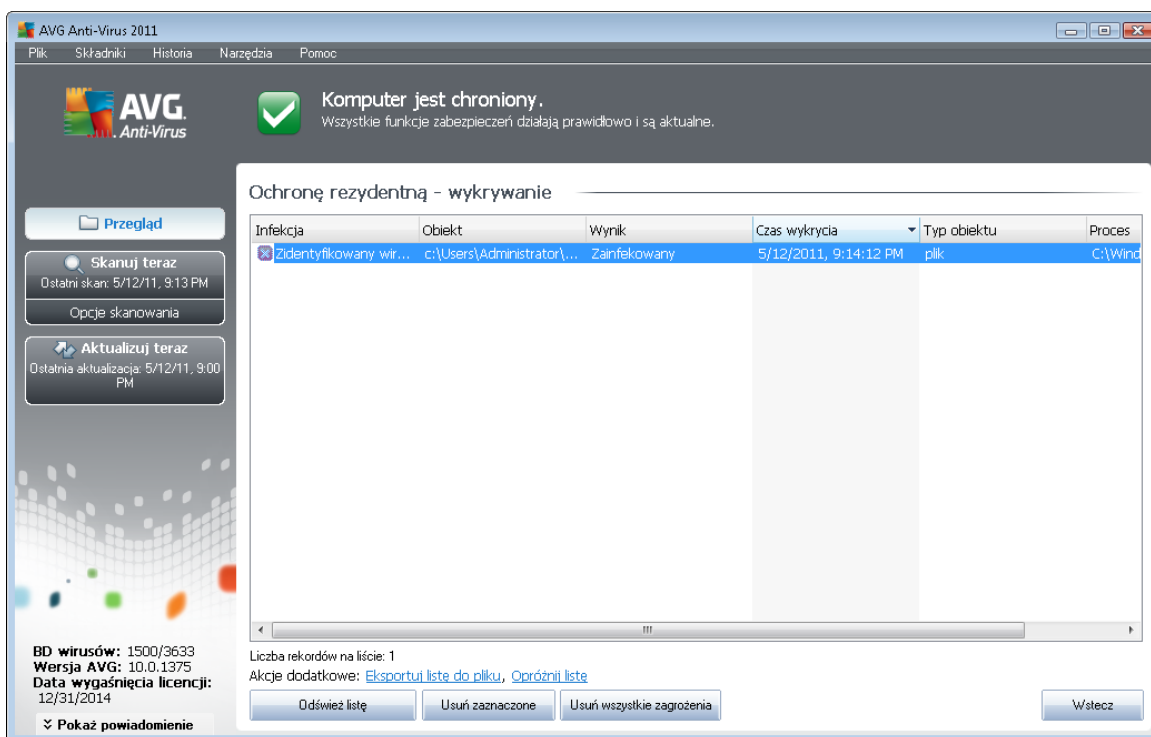 AVG Anti-Virus 2011
Plik Składniki Historia Narzędzia Pomoc
AVG.
Anti-Virus
Komputer jest chroniony.
Wszystkie funkcje zabezpieczeń działają prawidłowo i są aktualne.
Ochronę rezydentną - wykrywanie
Przegląd
Skanuj teraz
Ostatni skan: 5/12/11, 9:13 PM
Opcje skanowania
Aktualizuj teraz
Ostatnia aktualizacja: 5/12/11, 9:00
PM
Infekcja Obiekt Wynik Czas wykrycia Typ obiektu Proces
Zidentyfikowany wir... c:\Users\Administrator\... Zainfekowany 5/12/2011, 9:14:12 PM plik C:\Wind
BD wirusów: 1500/3633
Wersja AVG: 10.0.1375
Data wygaśnięcia licencji:
12/31/2014
Pokaż powiadomienie
Liczba rekordów na liście: 1
Akcje dodatkowe: Eksportuj listę do pliku, Opróżnij listę
Odśwież listę Usuń zaznaczone Usuń wszystkie zagrożenia Wstecz